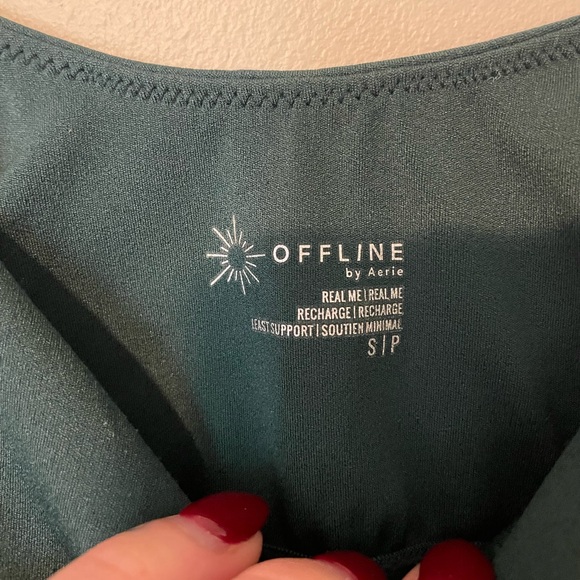 OFFLINE
by Aerie
REAL ME | REAL ME
RECHARGE | RECHARGE
LEAST SUPPORT | SOUTIEN MINIMAL
S | P